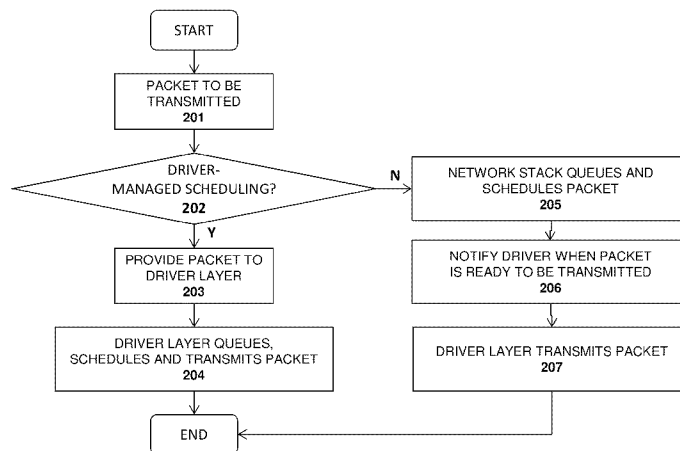 START
PACKET TO BE
TRANSMITTED
201
DRIVER-
MANAGED SCHEDULING?
202
N
Y
PROVIDE PACKET TO
DRIVER LAYER
203
DRIVER LAYER QUEUES,
SCHEDULES AND TRANSMITS PACKET
204
NETWORK STACK QUEUES AND
SCHEDULES PACKET
205
NOTIFY DRIVER WHEN PACKET
IS READY TO BE TRANSMITTED
206
DRIVER LAYER TRANSMITS PACKET
207
END